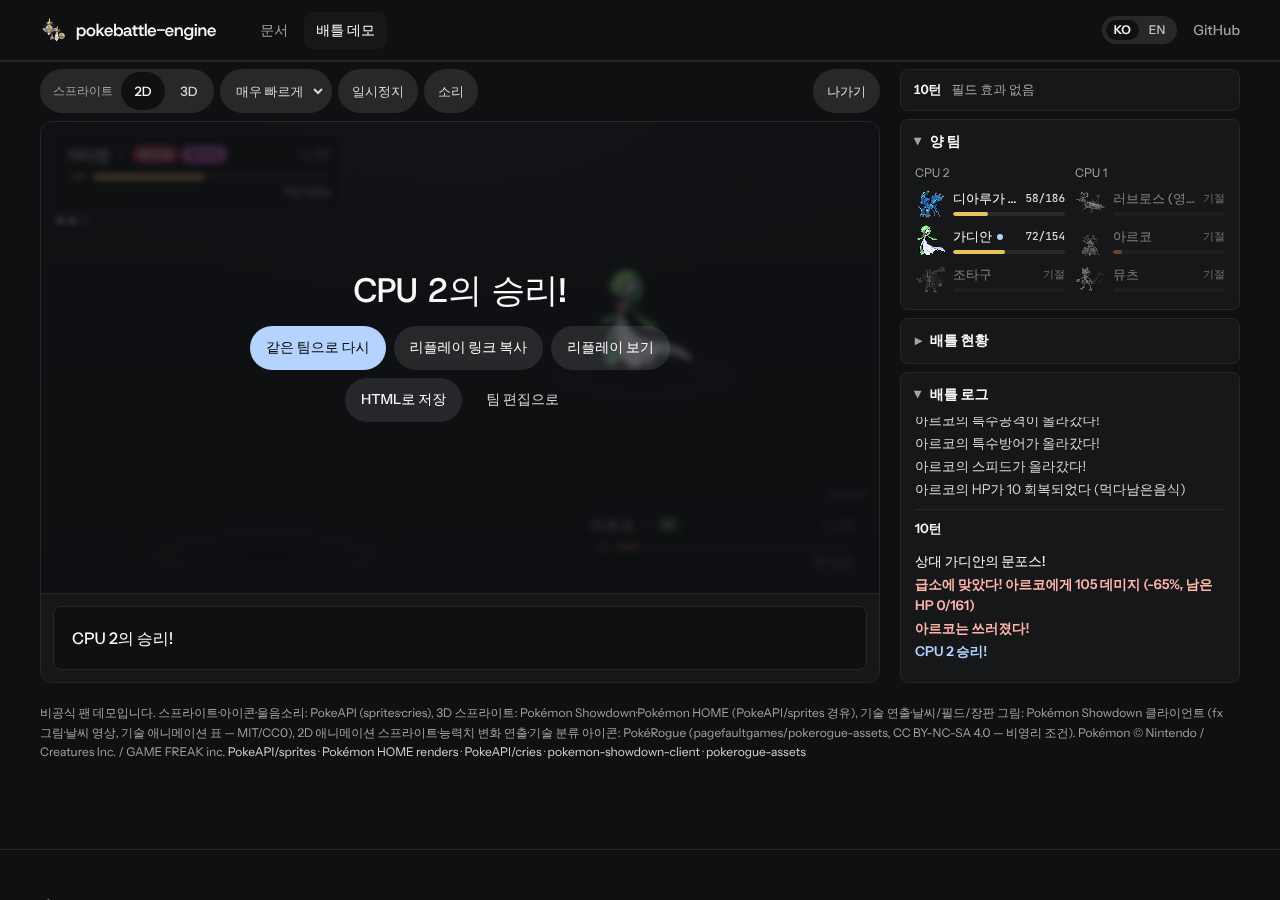 pokebattle-engine
문서
배틀 데모
KO EN
GitHub
스프라이트 2D 3D
매우 빠르게
일시정지
소리
나가기
CPU 2의 승리!
같은 팀으로 다시
리플레이 링크 복사
리플레이 보기
HTML로 저장
팀 편집으로
CPU 2의 승리!
10턴 필드 효과 없음
양 팀
CPU 2
디아루가 ... 58/186
가디안 72/154
조타구 기절
CPU 1
러브로스 (영... 기절
아르코 기절
뮤츠 기절
배틀 현황
배틀 로그
아르코의 특수공격이 올라갔다!
아르코의 특수방어가 올라갔다!
아르코의 스피드가 올라갔다!
아르코의 HP가 10 회복되었다 (먹다남은음식)
10턴
상대 가디안의 문포스!
급소에 맞았다! 아르코에게 105 데미지 (-65%, 남은
HP 0/161)
아르코는 쓰러졌다!
CPU 2 승리!
비공식 팬 데모입니다. 스프라이트·아이콘·울음소리: PokeAPI (sprites·cries), 3D 스프라이트: Pokémon Showdown·Pokémon HOME (PokeAPI/sprites 경유), 기술 연출·날씨/필드/장판 그림: Pokémon Showdown 클라이언트 (fx
그림·날씨 영상, 기술 애니메이션 표 — MIT/CC0), 2D 애니메이션 스프라이트·능력치 변화 연출·기술 분류 아이콘: PokéRogue (pagefaultgames/pokerogue-assets, CC BY-NC-SA 4.0 — 비영리 조건). Pokémon © Nintendo /
Creatures Inc. / GAME FREAK inc. PokeAPI/sprites · Pokémon HOME renders · PokeAPI/cries · pokemon-showdown-client · pokerogue-assets